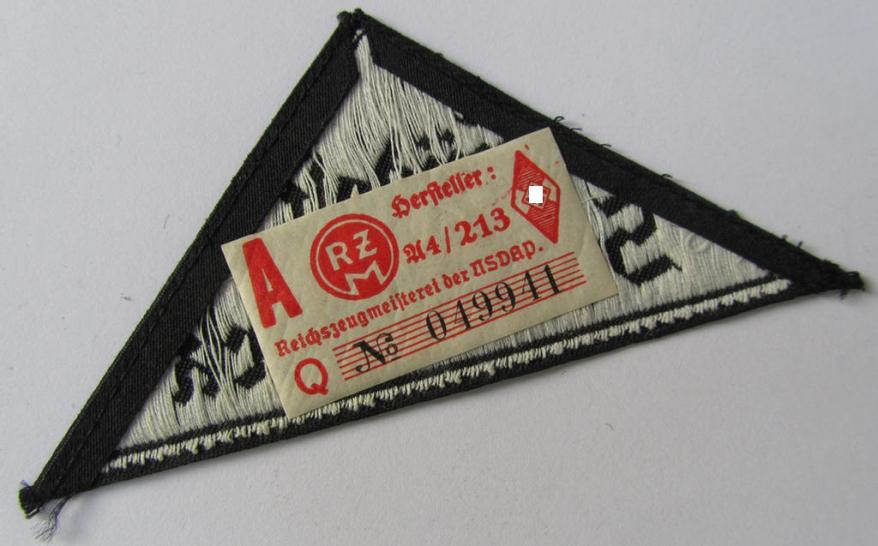 Hersteller:
A RZM A4/213
Reichszeugmeisterei der NSDAP.
Q № 049941